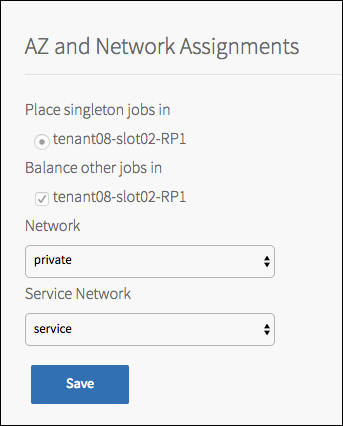 AZ and Network Assignments
Place singleton jobs in
tenant08-slot02-RP1
Balance other jobs in
tenant08-slot02-RP1
Network
private
Service Network
service
Save